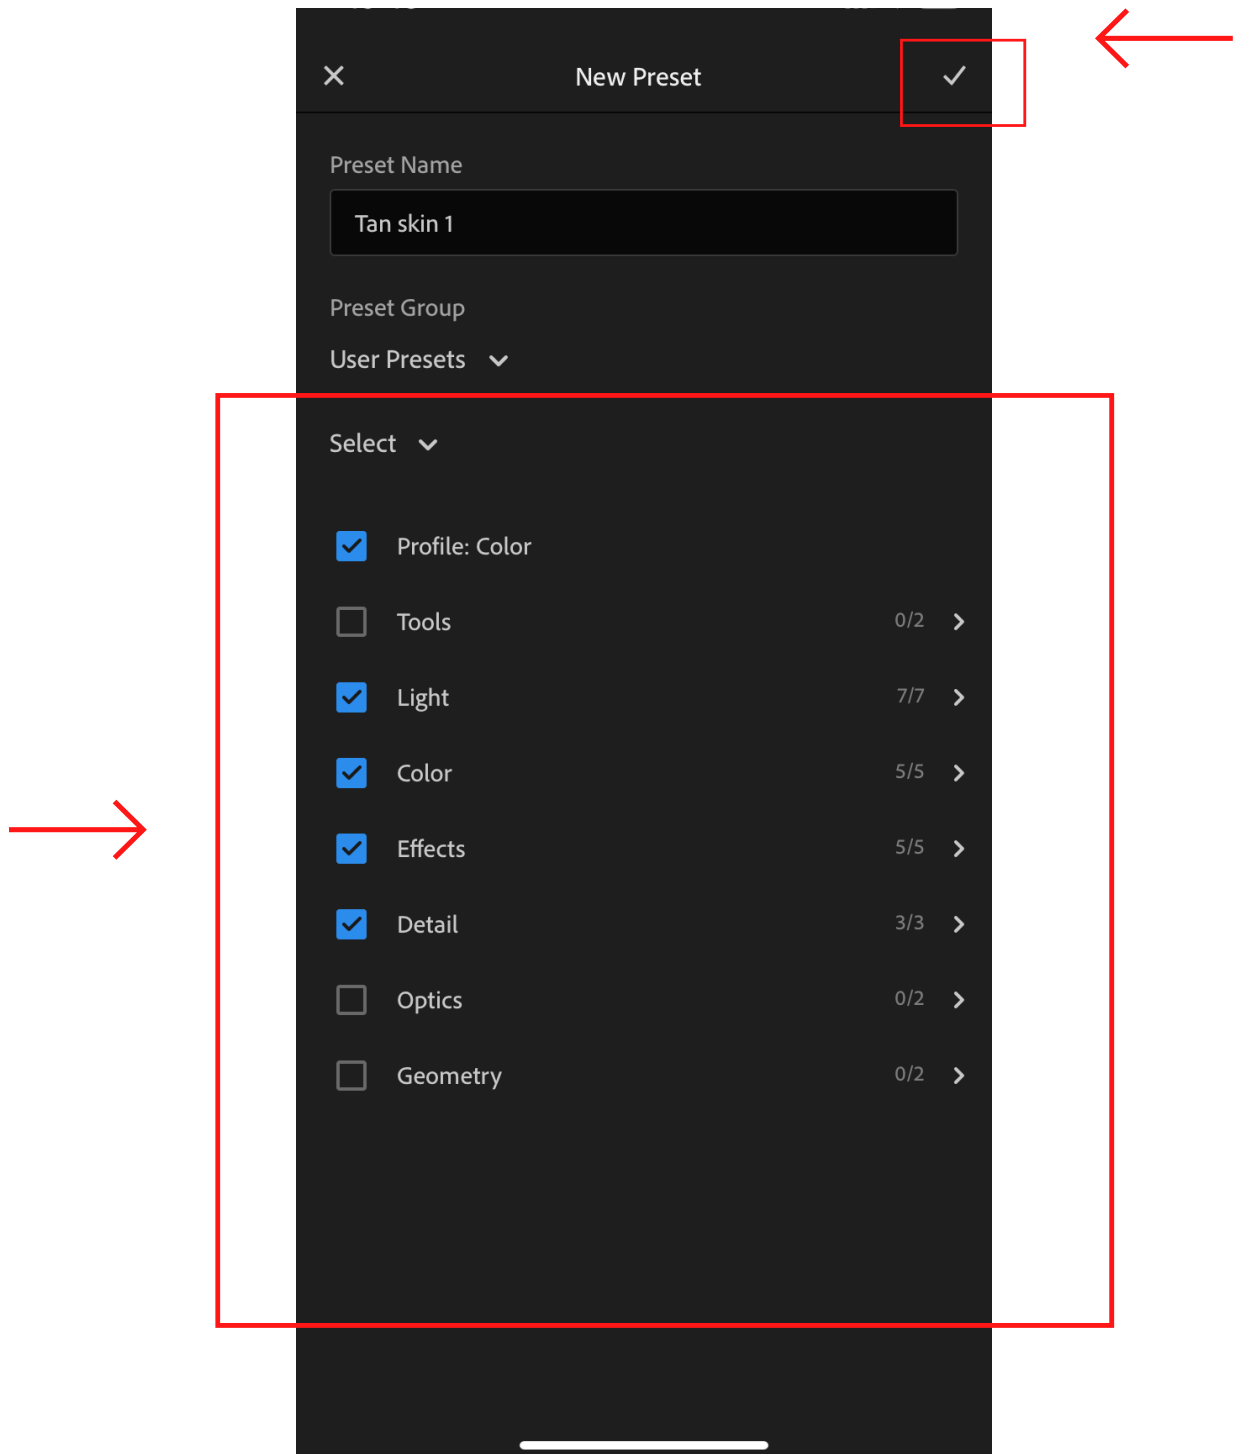 New Preset
Preset Name
Tan skin 1
Preset Group
User Presets
Select
Profile: Color
Tools 0/2
Light 7/7
Color 5/5
Effects 5/5
Detail 3/3
Optics 0/2
Geometry 0/2